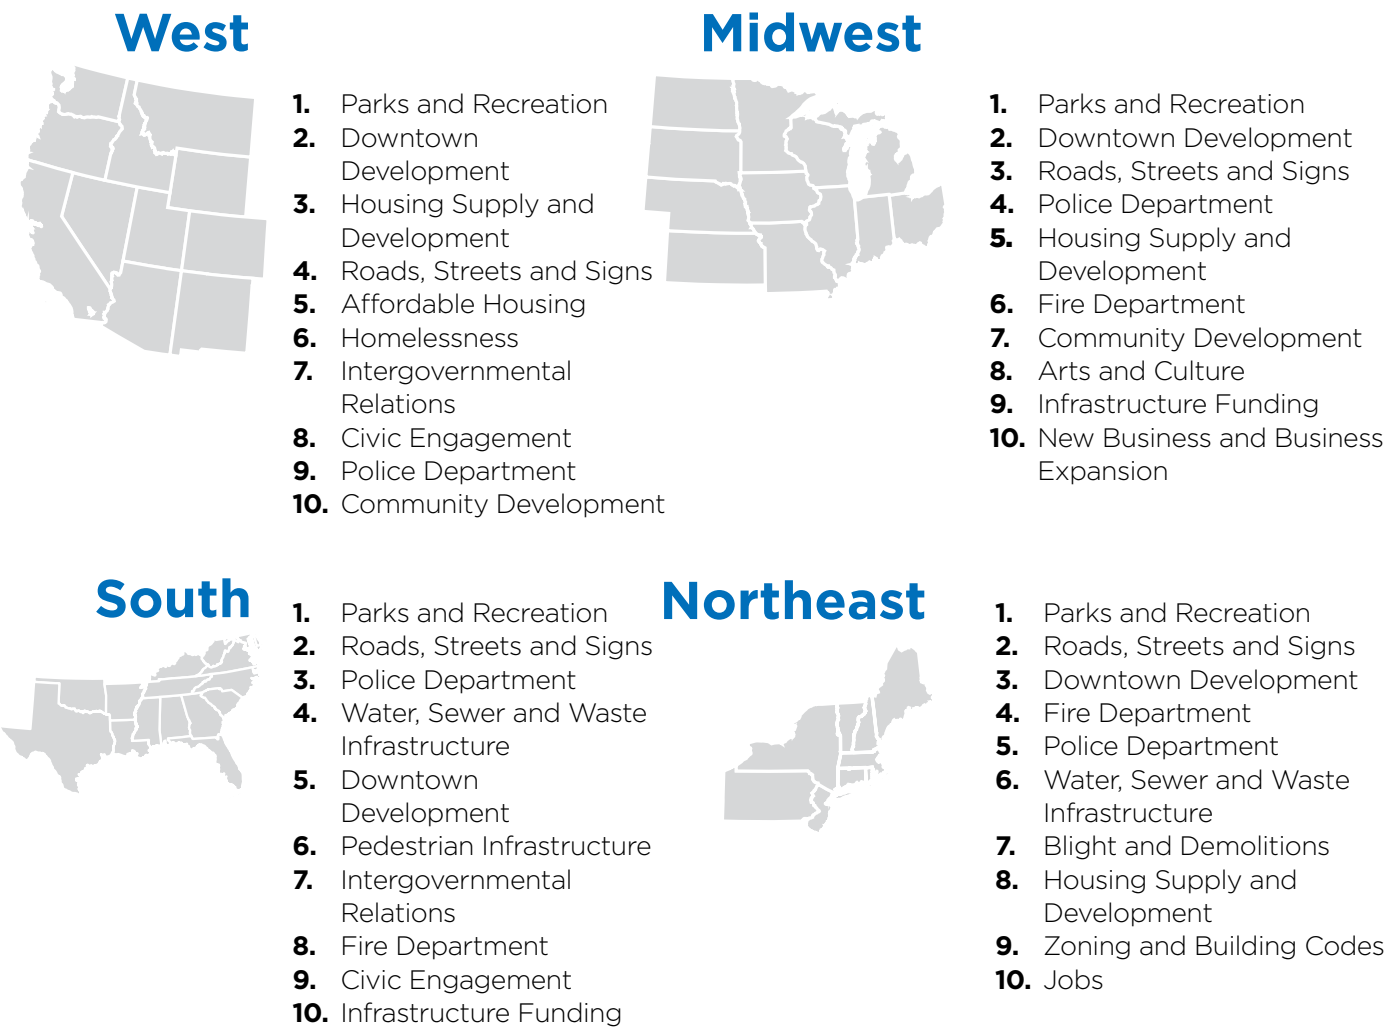 West
1. Parks and Recreation
2. Downtown
Development
3. Housing Supply and
Development
4. Roads, Streets and Signs
5. Affordable Housing
6. Homelessness
7. Intergovernmental
Relations
8. Civic Engagement
9. Police Department
10. Community Development
Midwest
1. Parks and Recreation
2. Downtown Development
3. Roads, Streets and Signs
4. Police Department
5. Housing Supply and
Development
6. Fire Department
7. Community Development
8. Arts and Culture
9. Infrastructure Funding
10. New Business and Business
Expansion
South
1. Parks and Recreation
2. Roads, Streets and Signs
3. Police Department
4. Water, Sewer and Waste
Infrastructure
5. Downtown
Development
6. Pedestrian Infrastructure
7. Intergovernmental
Relations
8. Fire Department
9. Civic Engagement
10. Infrastructure Funding
Northeast
1. Parks and Recreation
2. Roads, Streets and Signs
3. Downtown Development
4. Fire Department
5. Police Department
6. Water, Sewer and Waste
Infrastructure
7. Blight and Demolitions
8. Housing Supply and
Development
9. Zoning and Building Codes
10. Jobs